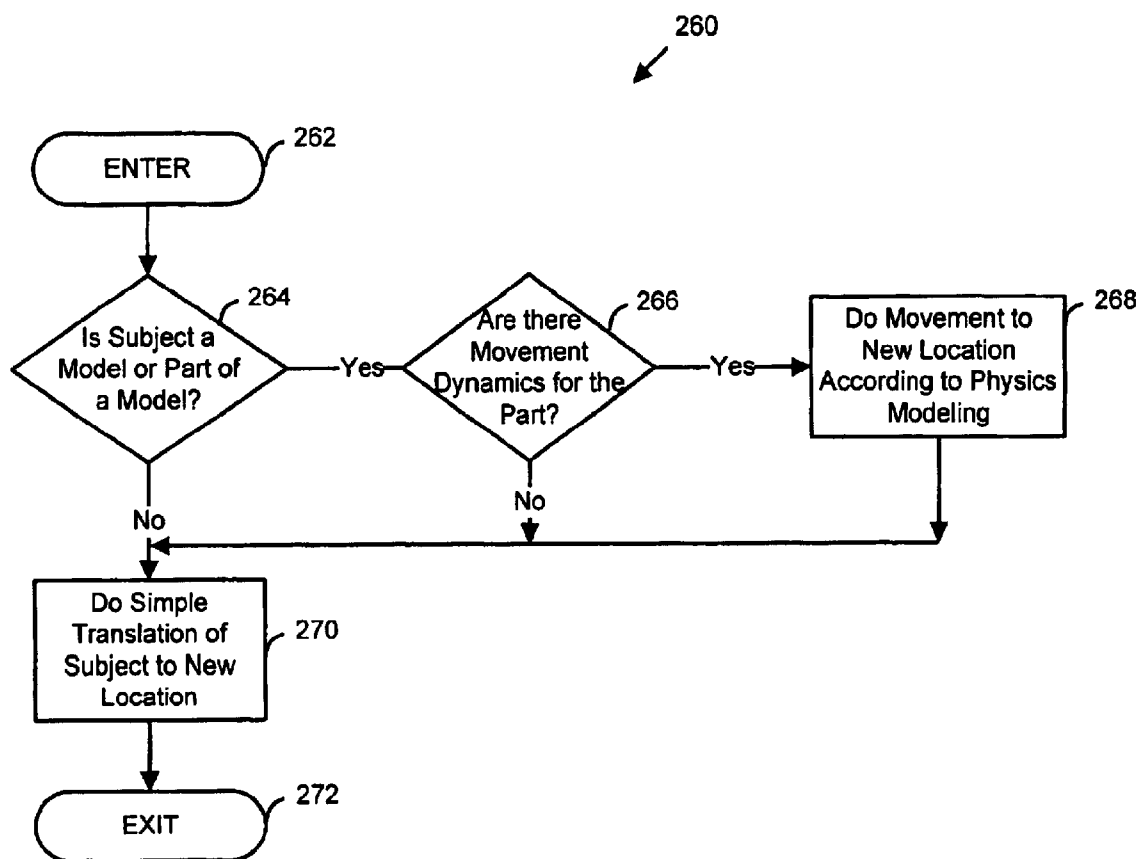 260
ENTER
262
Is Subject a
Model or Part of
a Model?
264
Yes
Are there
Movement
Dynamics for the
Part?
266
Yes
Do Movement to
New Location
According to Physics
Modeling
268
No
No
Do Simple
Translation of
Subject to New
Location
270
EXIT
272